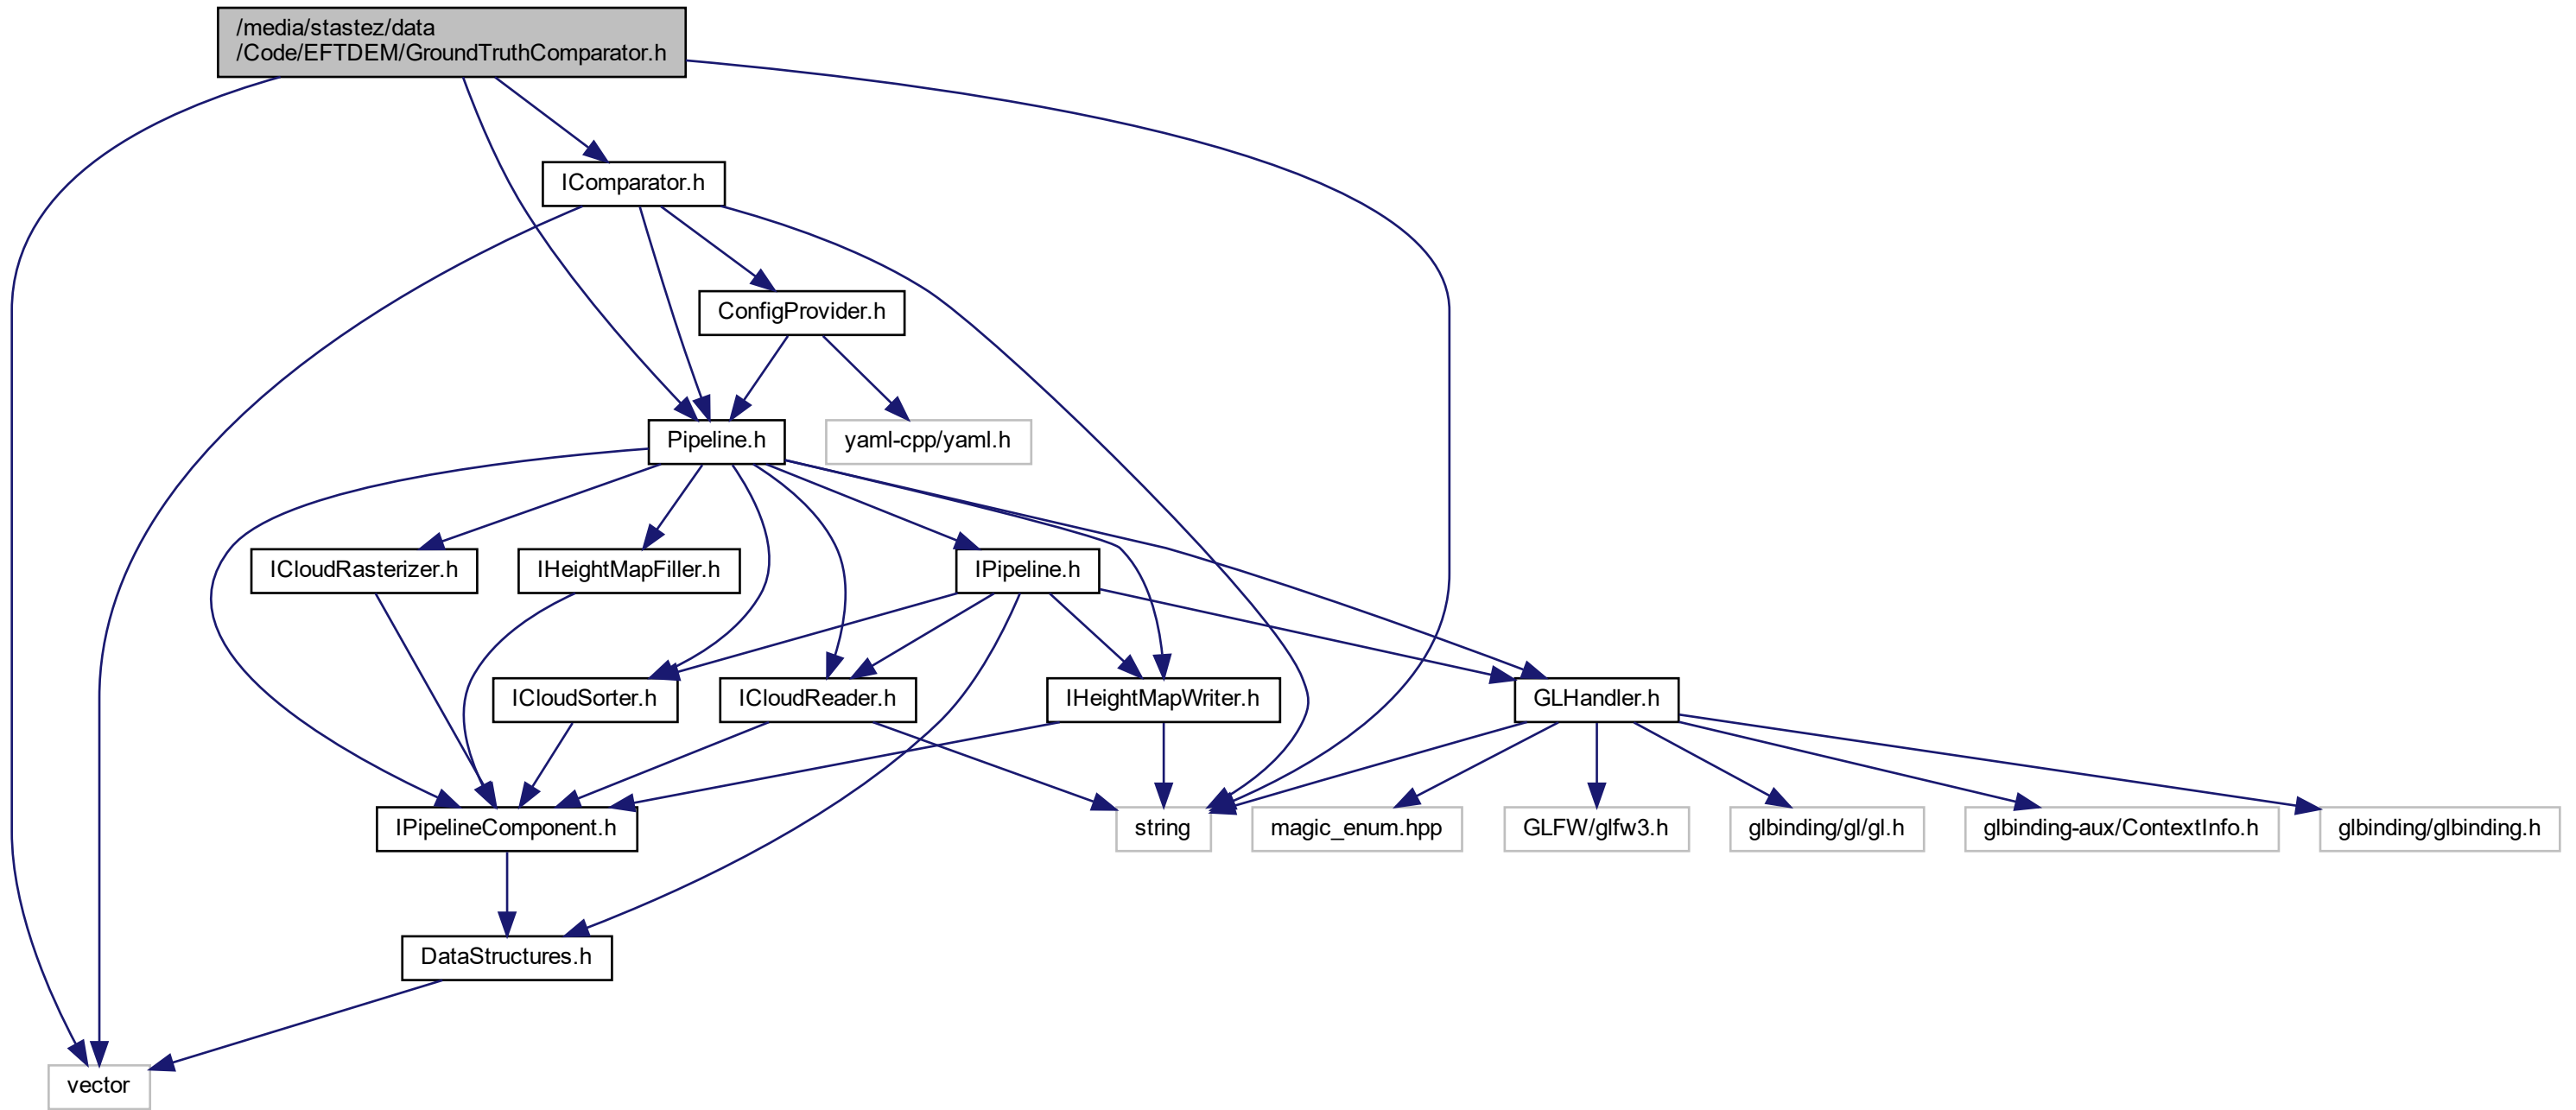 /media/stastez/data
/Code/EFTDEM/GroundTruthComparator.h
IComparator.h
ConfigProvider.h
Pipeline.h
yaml-cpp/yaml.h
ICloudRasterizer.h
IHeightMapFiller.h
IPipeline.h
ICloudSorter.h
ICloudReader.h
IHeightMapWriter.h
GLHandler.h
IPipelineComponent.h
string
magic_enum.hpp
GLFW/glfw3.h
glbinding/gl/gl.h
glbinding-aux/ContextInfo.h
glbinding/glbinding.h
DataStructures.h
vector